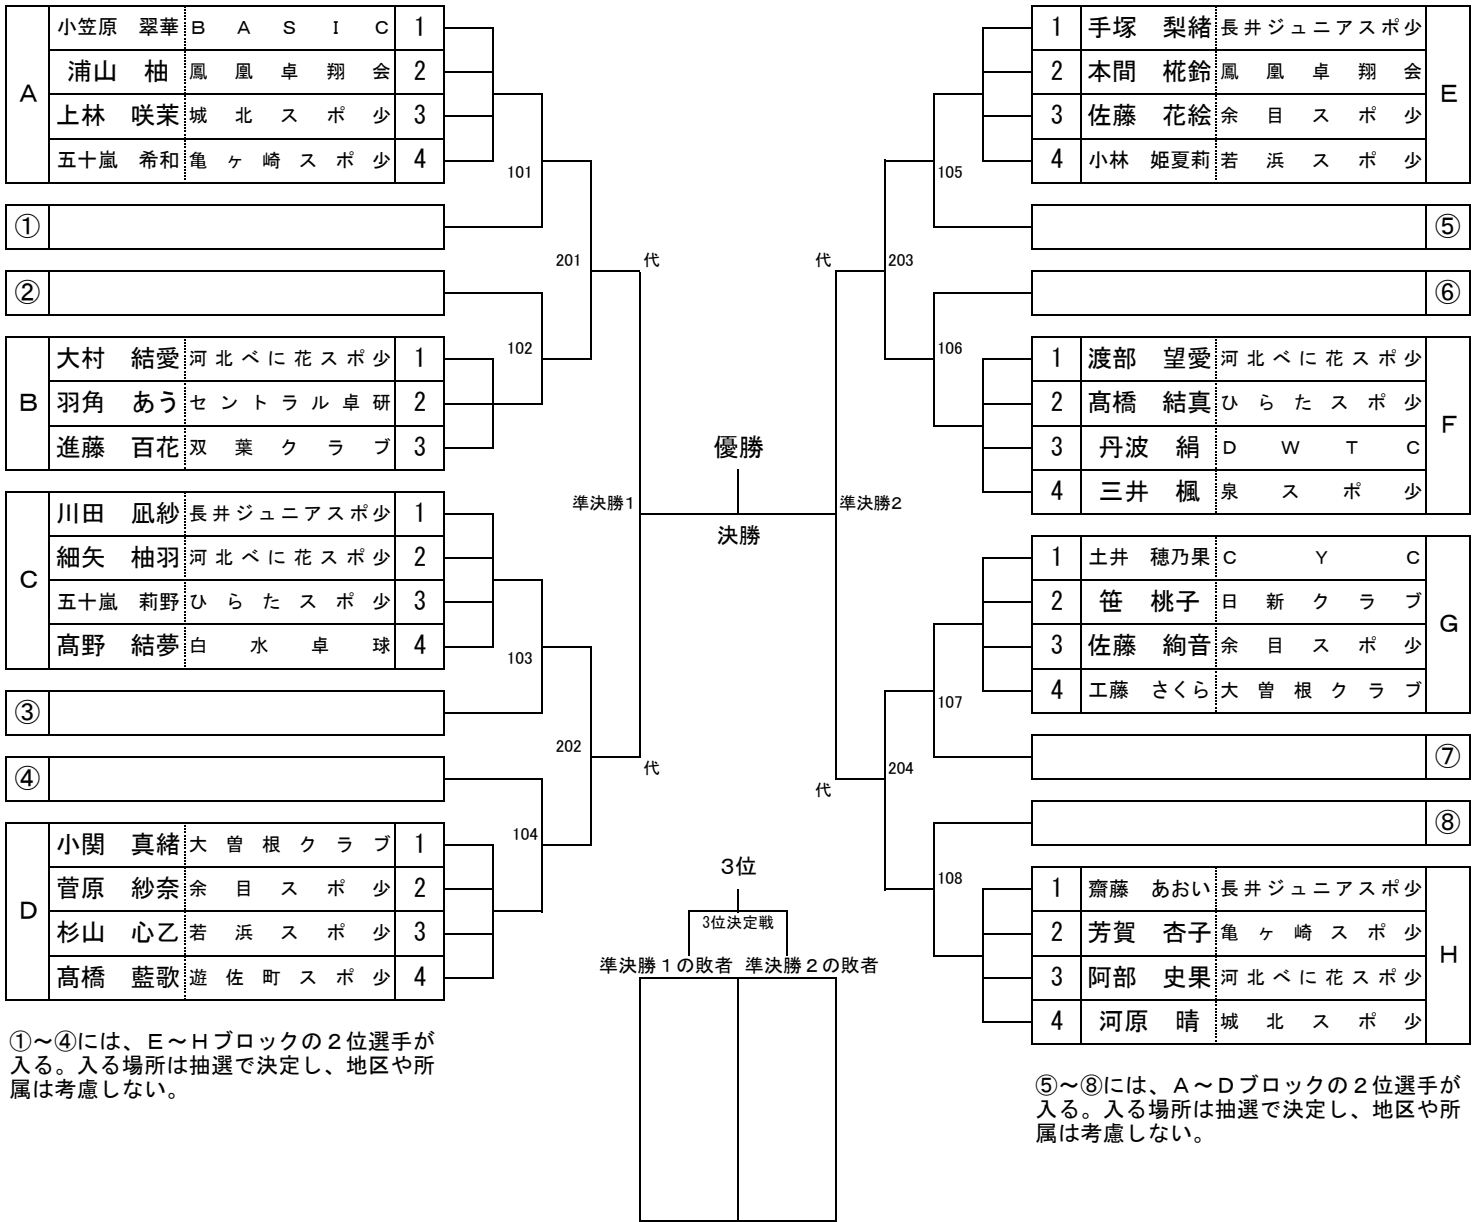 A
小笠原 翠華 BASIC 1
浦山 柚 鳳凰卓翔会 2
上林 咲茉 城北スポ少 3
五十嵐 希和 亀ヶ崎スポ少 4
101
①
201
代
②
102
B
大村 結愛 河北べに花スポ少 1
羽角 あう セントラル卓研 2
進藤 百花 双葉クラブ 3
C
川田 凪紗 長井ジュニアスポ少 1
細矢 柚羽 河北べに花スポ少 2
五十嵐 莉野 ひらたスポ少 3
髙野 結夢 白水卓球 4
103
③
202
代
④
104
D
小関 真緒 大曽根クラブ 1
菅原 紗奈 余目スポ少 2
杉山 心乙 若浜スポ少 3
髙橋 藍歌 遊佐町スポ少 4
①～④には、E～Hブロックの2位選手が
入る。入る場所は抽選で決定し、地区や所
属は考慮しない。
優勝
準決勝1
準決勝2
決勝
3位
3位決定戦
準決勝1の敗者 準決勝2の敗者
E
1 手塚 梨緒 長井ジュニアスポ少
2 本間 椛鈴 鳳凰卓翔会
3 佐藤 花絵 余目スポ少
4 小林 姫夏莉 若浜スポ少
105
⑤
代
203
⑥
106
F
1 渡部 望愛 河北べに花スポ少
2 髙橋 結真 ひらたスポ少
3 丹波 絹 DWTC
4 三井 楓 泉スポ少
G
1 土井 穂乃果 CYC
2 笹 桃子 日新クラブ
3 佐藤 絢音 余目スポ少
4 工藤 さくら 大曽根クラブ
107
⑦
204
代
⑧
108
H
1 齋藤 あおい 長井ジュニアスポ少
2 芳賀 杏子 亀ヶ崎スポ少
3 阿部 史果 河北べに花スポ少
4 河原 晴 城北スポ少
⑤～⑧には、A～Dブロックの2位選手が
入る。入る場所は抽選で決定し、地区や所
属は考慮しない。